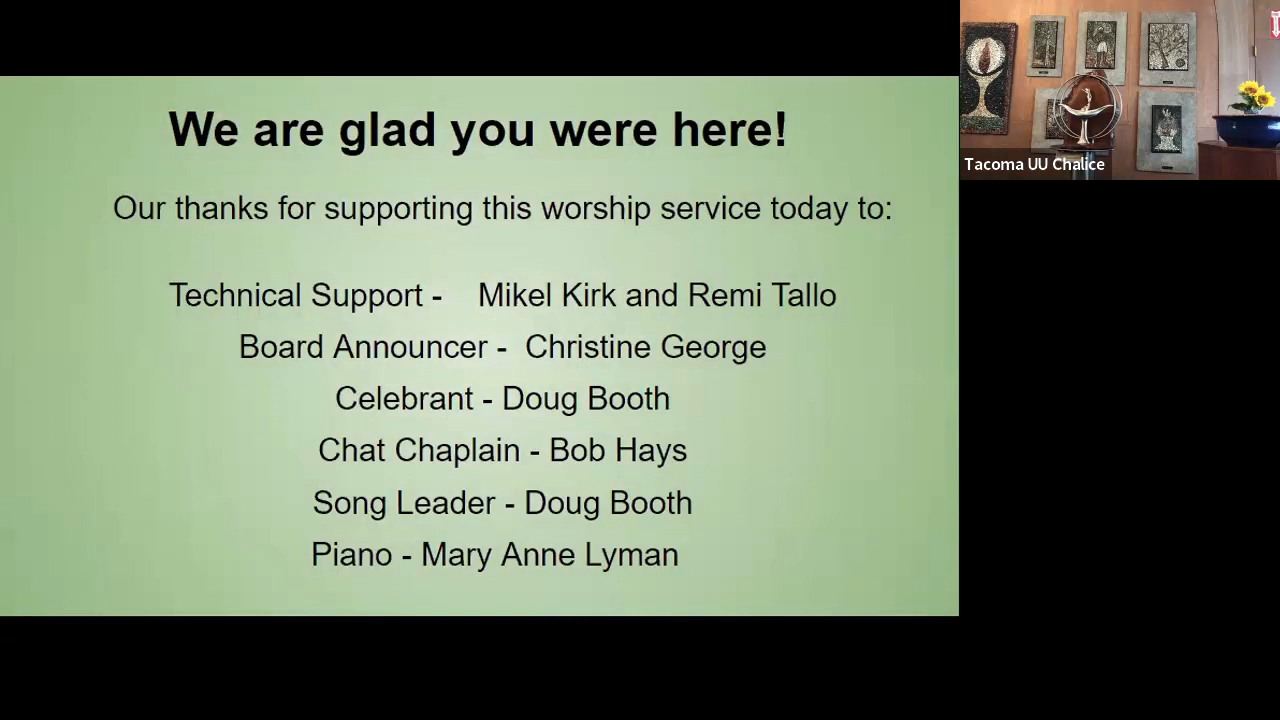 We are glad you were here!
Our thanks for supporting this worship service today to:
Technical Support - Mikel Kirk and Remi Tallo
Board Announcer - Christine George
Celebrant - Doug Booth
Chat Chaplain - Bob Hays
Song Leader - Doug Booth
Piano - Mary Anne Lyman
Tacoma UU Chalice